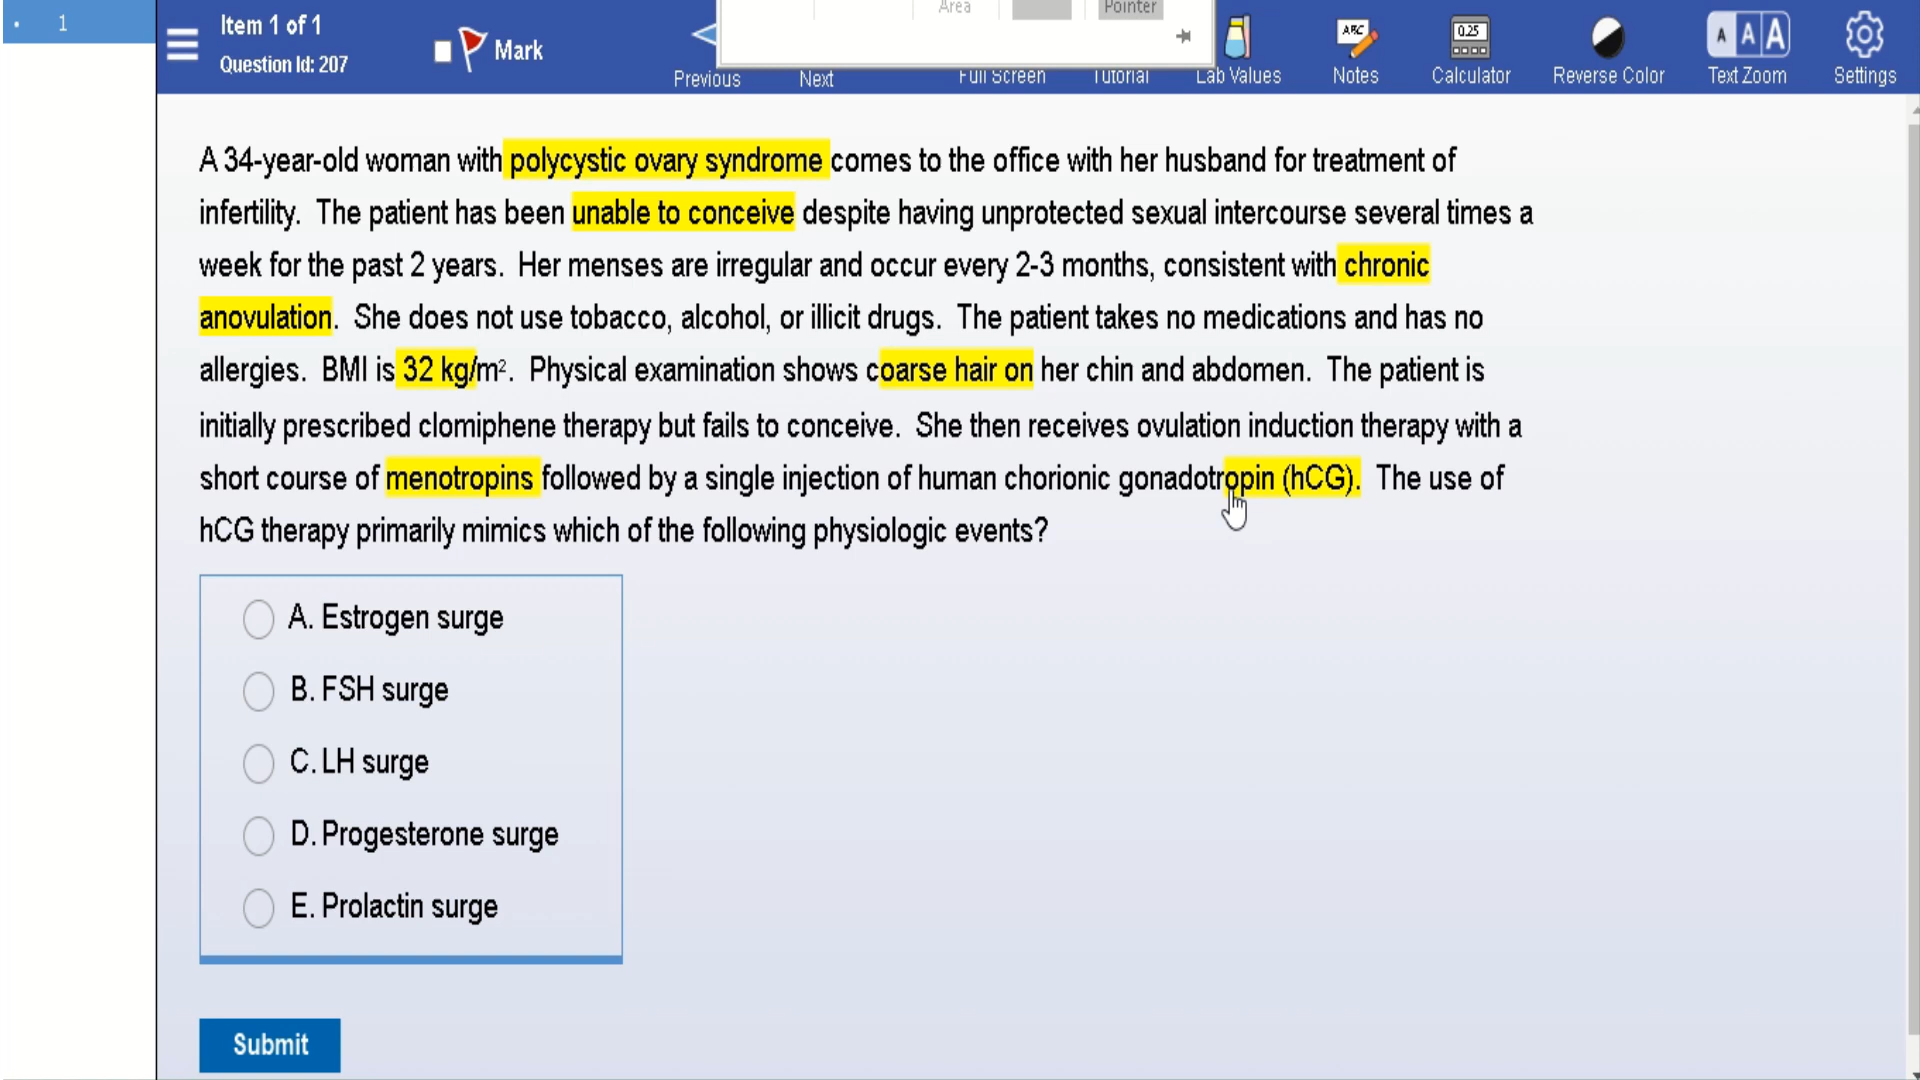 1
Item 1 of 1
Question Id: 207
Mark
Previous
Next
Area
Pointer
Full Screen
Tutorial
Lab Values
ABC
Notes
0.25
Calculator
Reverse Color
A A A
Text Zoom
Settings
A 34-year-old woman with polycystic ovary syndrome comes to the office with her husband for treatment of
infertility. The patient has been unable to conceive despite having unprotected sexual intercourse several times a
week for the past 2 years. Her menses are irregular and occur every 2-3 months, consistent with chronic
anovulation. She does not use tobacco, alcohol, or illicit drugs. The patient takes no medications and has no
allergies. BMI is 32 kg/m². Physical examination shows coarse hair on her chin and abdomen. The patient is
initially prescribed clomiphene therapy but fails to conceive. She then receives ovulation induction therapy with a
short course of menotropins followed by a single injection of human chorionic gonadotropin (hCG). The use of
hCG therapy primarily mimics which of the following physiologic events?
A. Estrogen surge
B. FSH surge
C. LH surge
D. Progesterone surge
E. Prolactin surge
Submit